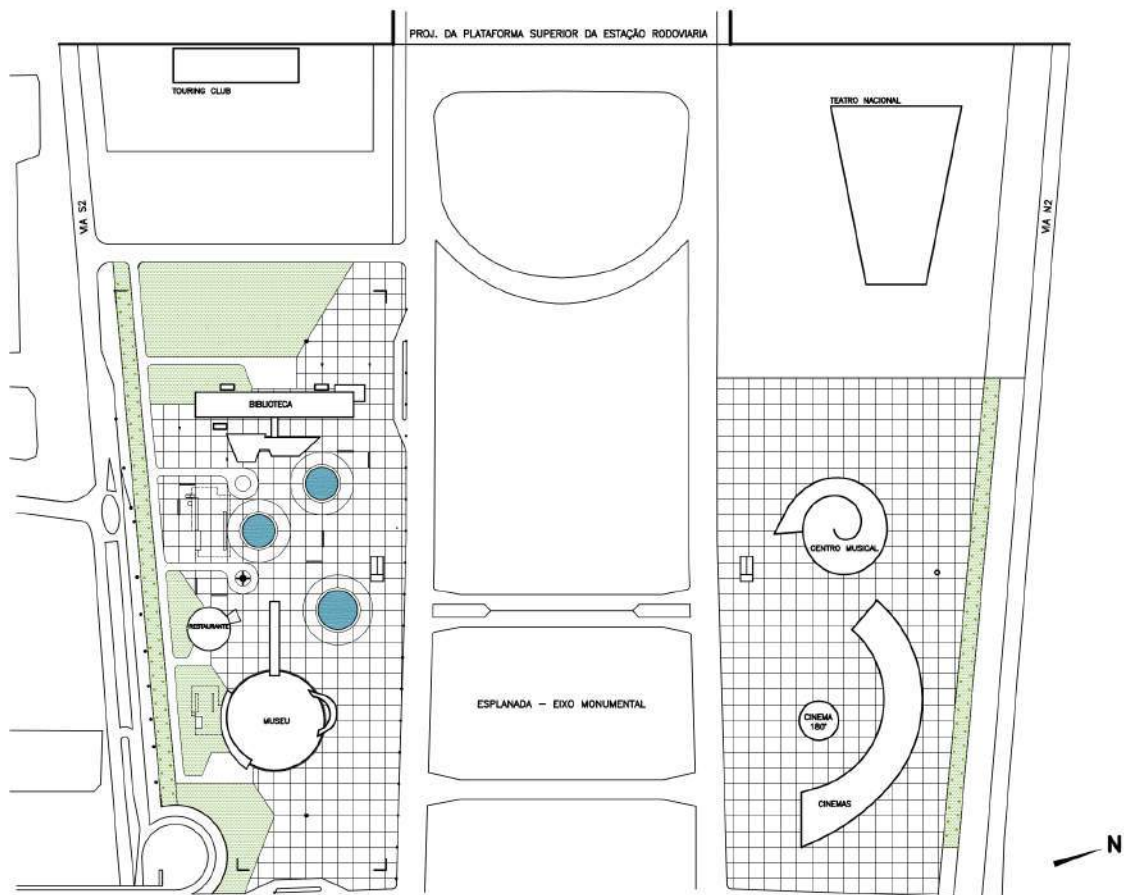 PROJ. DA PLATAFORMA SUPERIOR DA ESTAÇÃO RODOVIARIA
TOURING CLUB
TEATRO NACIONAL
VIA S2
VIA N2
BIBLIOTECA
CENTRO MUSICAL
RESTAURANTE
MUSEU
ESPLANADA - EIXO MONUMENTAL
CINEMA
180°
CINEMAS
N